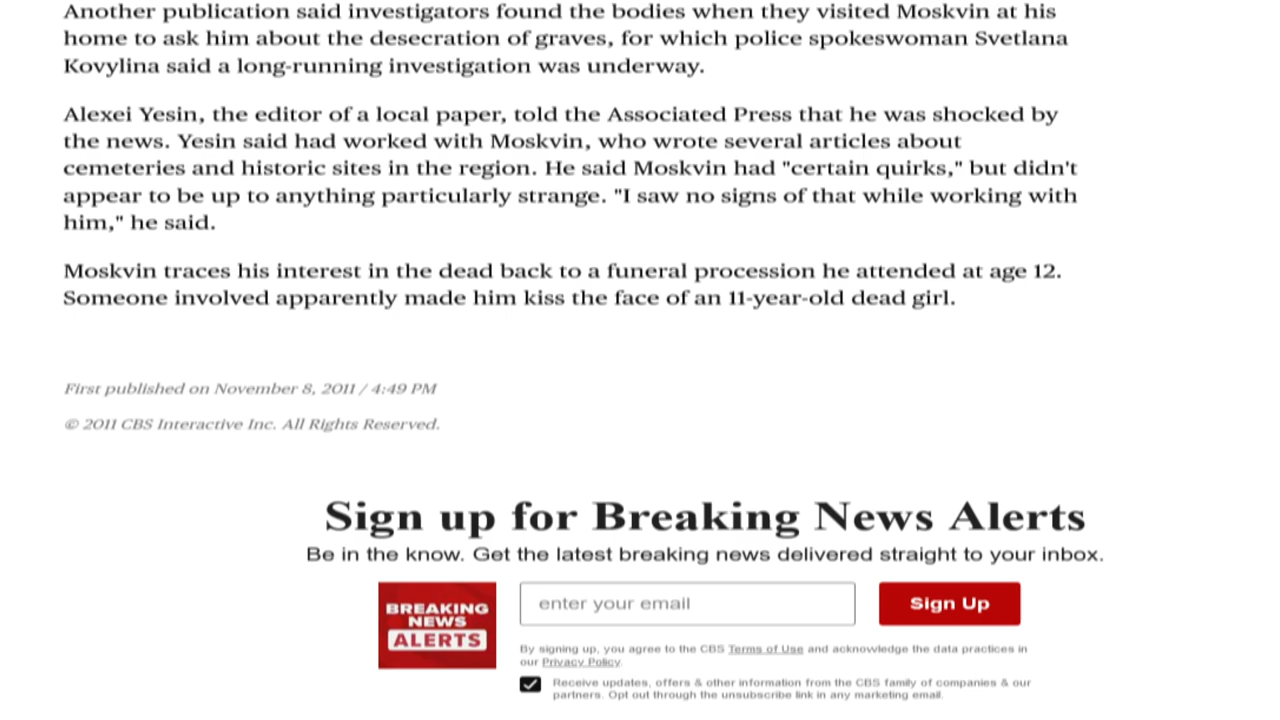 Another publication said investigators found the bodies when they visited Moskvin at his
home to ask him about the desecration of graves, for which police spokeswoman Svetlana
Kovylina said a long-running investigation was underway.
Alexei Yesin, the editor of a local paper, told the Associated Press that he was shocked by
the news. Yesin said had worked with Moskvin, who wrote several articles about
cemeteries and historic sites in the region. He said Moskvin had "certain quirks," but didn't
appear to be up to anything particularly strange. "I saw no signs of that while working with
him," he said.
Moskvin traces his interest in the dead back to a funeral procession he attended at age 12.
Someone involved apparently made him kiss the face of an 11-year-old dead girl.
First published on November 8, 2011 / 4:49 PM
© 2011 CBS Interactive Inc. All Rights Reserved.
Sign up for Breaking News Alerts
Be in the know. Get the latest breaking news delivered straight to your inbox.
BREAKING
NEWS
ALERTS
enter your email
Sign Up
By signing up, you agree to the CBS Terms of Use and acknowledge the data practices in
our Privacy Policy.
Receive updates, offers & other information from the CBS family of companies & our
partners. Opt out through the unsubscribe link in any marketing email.